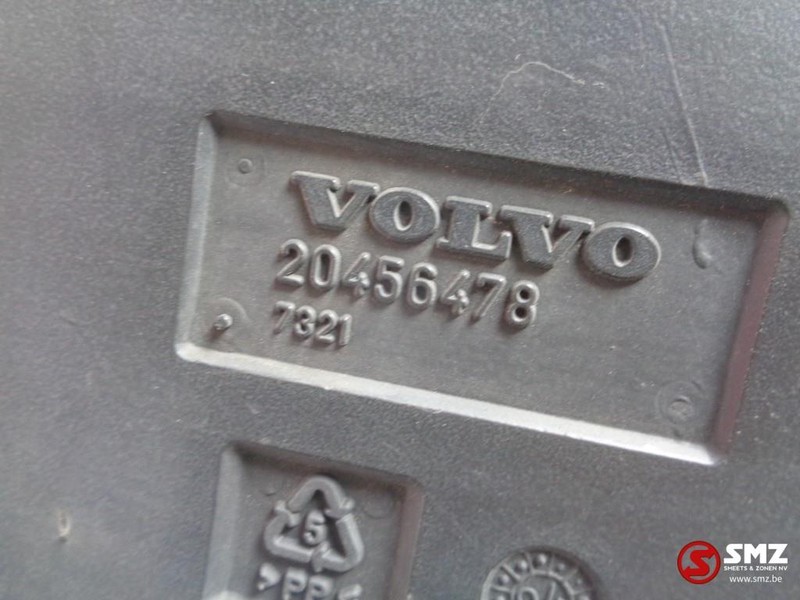 VOLVO
20456478
7321
5
>PP<
SMZ
SMEETS & ZONEN NV
www.smz.be